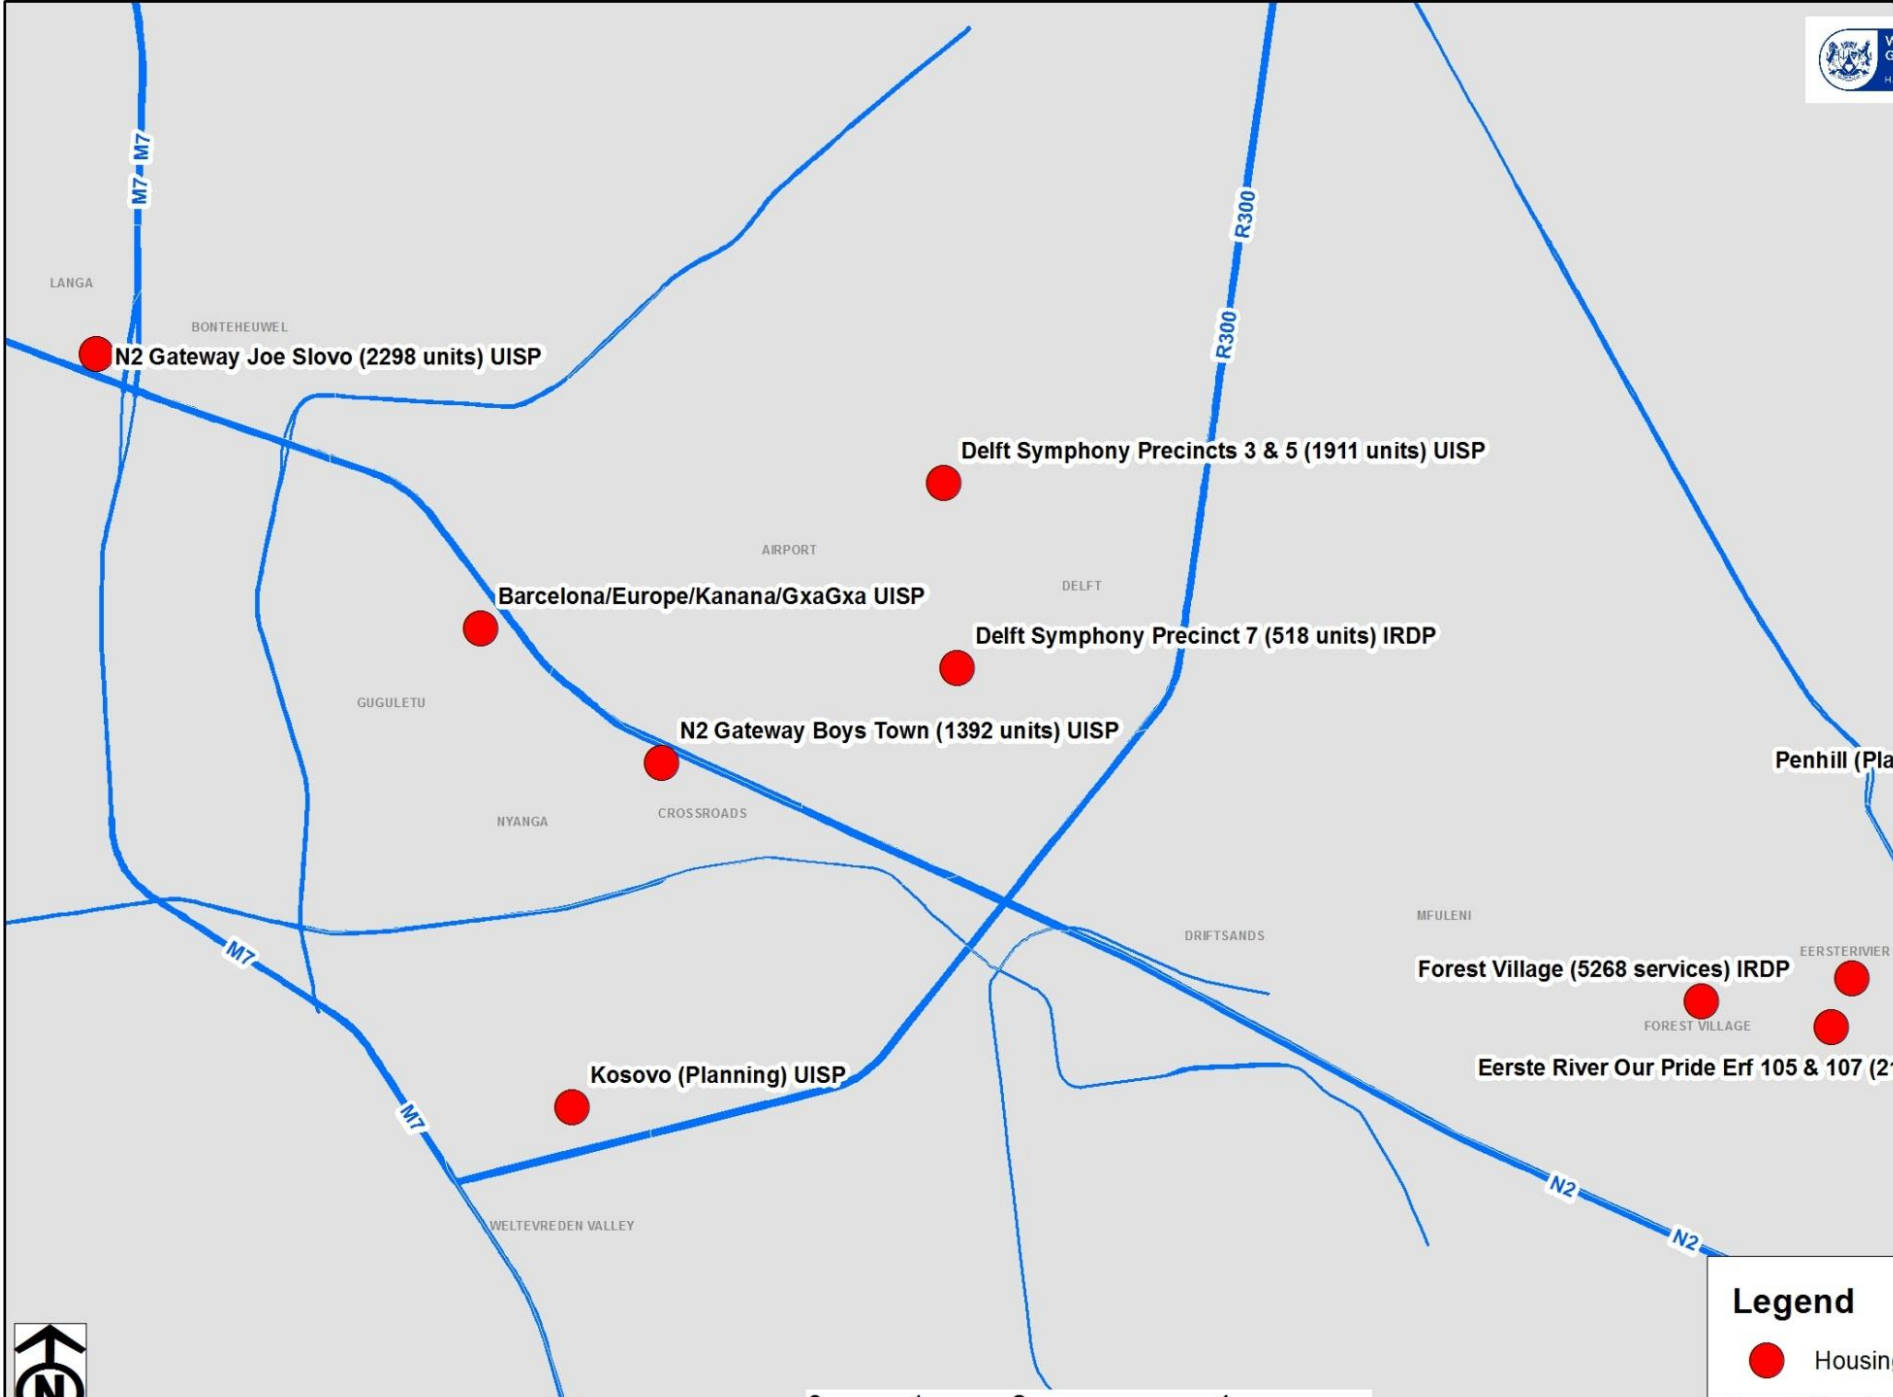 M7
M7
R300
LANGA
BONTEHEUWEL
R300
N2 Gateway Joe Slovo (2298 units) UISP
Delft Symphony Precincts 3 & 5 (1911 units) UISP
AIRPORT
DELFT
Barcelona/Europe/Kanana/GxaGxa UISP
Delft Symphony Precinct 7 (518 units) IRDP
GUGULETU
N2 Gateway Boys Town (1392 units) UISP
Penhill
CROSSROADS
NYANGA
MFULENI
DRIFTSANDS
M7
EERSTERIVIER
Forest Village (5268 services) IRDP
FOREST VILLAGE
Eerste River Our Pride Erf 105 & 107
Kosovo (Planning) UISP
M7
N2
WELTEVREDEN VALLEY
N2
Legend
Housing
N